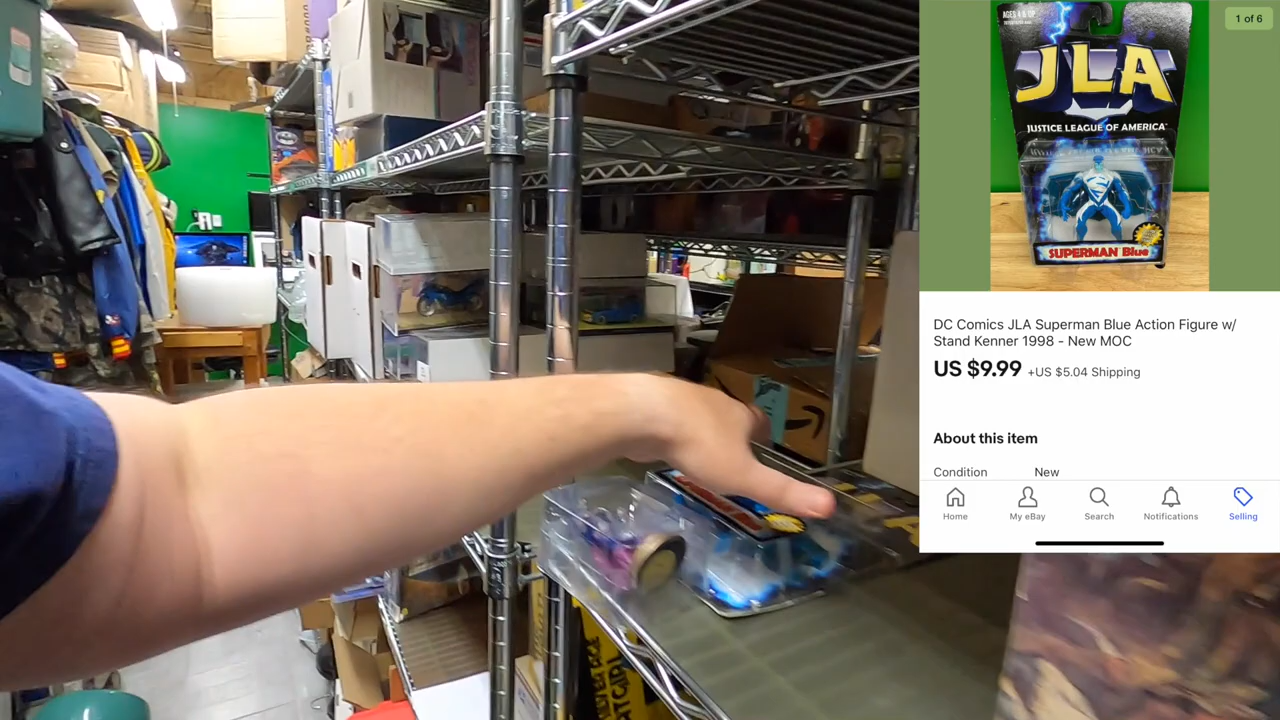 1 of 6
AGES 4 & UP
JLA
JUSTICE LEAGUE OF AMERICA
SUPERMAN Blue
DC Comics JLA Superman Blue Action Figure w/
Stand Kenner 1998 - New MOC
US $9.99 +US $5.04 Shipping
About this item
Condition New
Home My eBay Search Notifications Selling